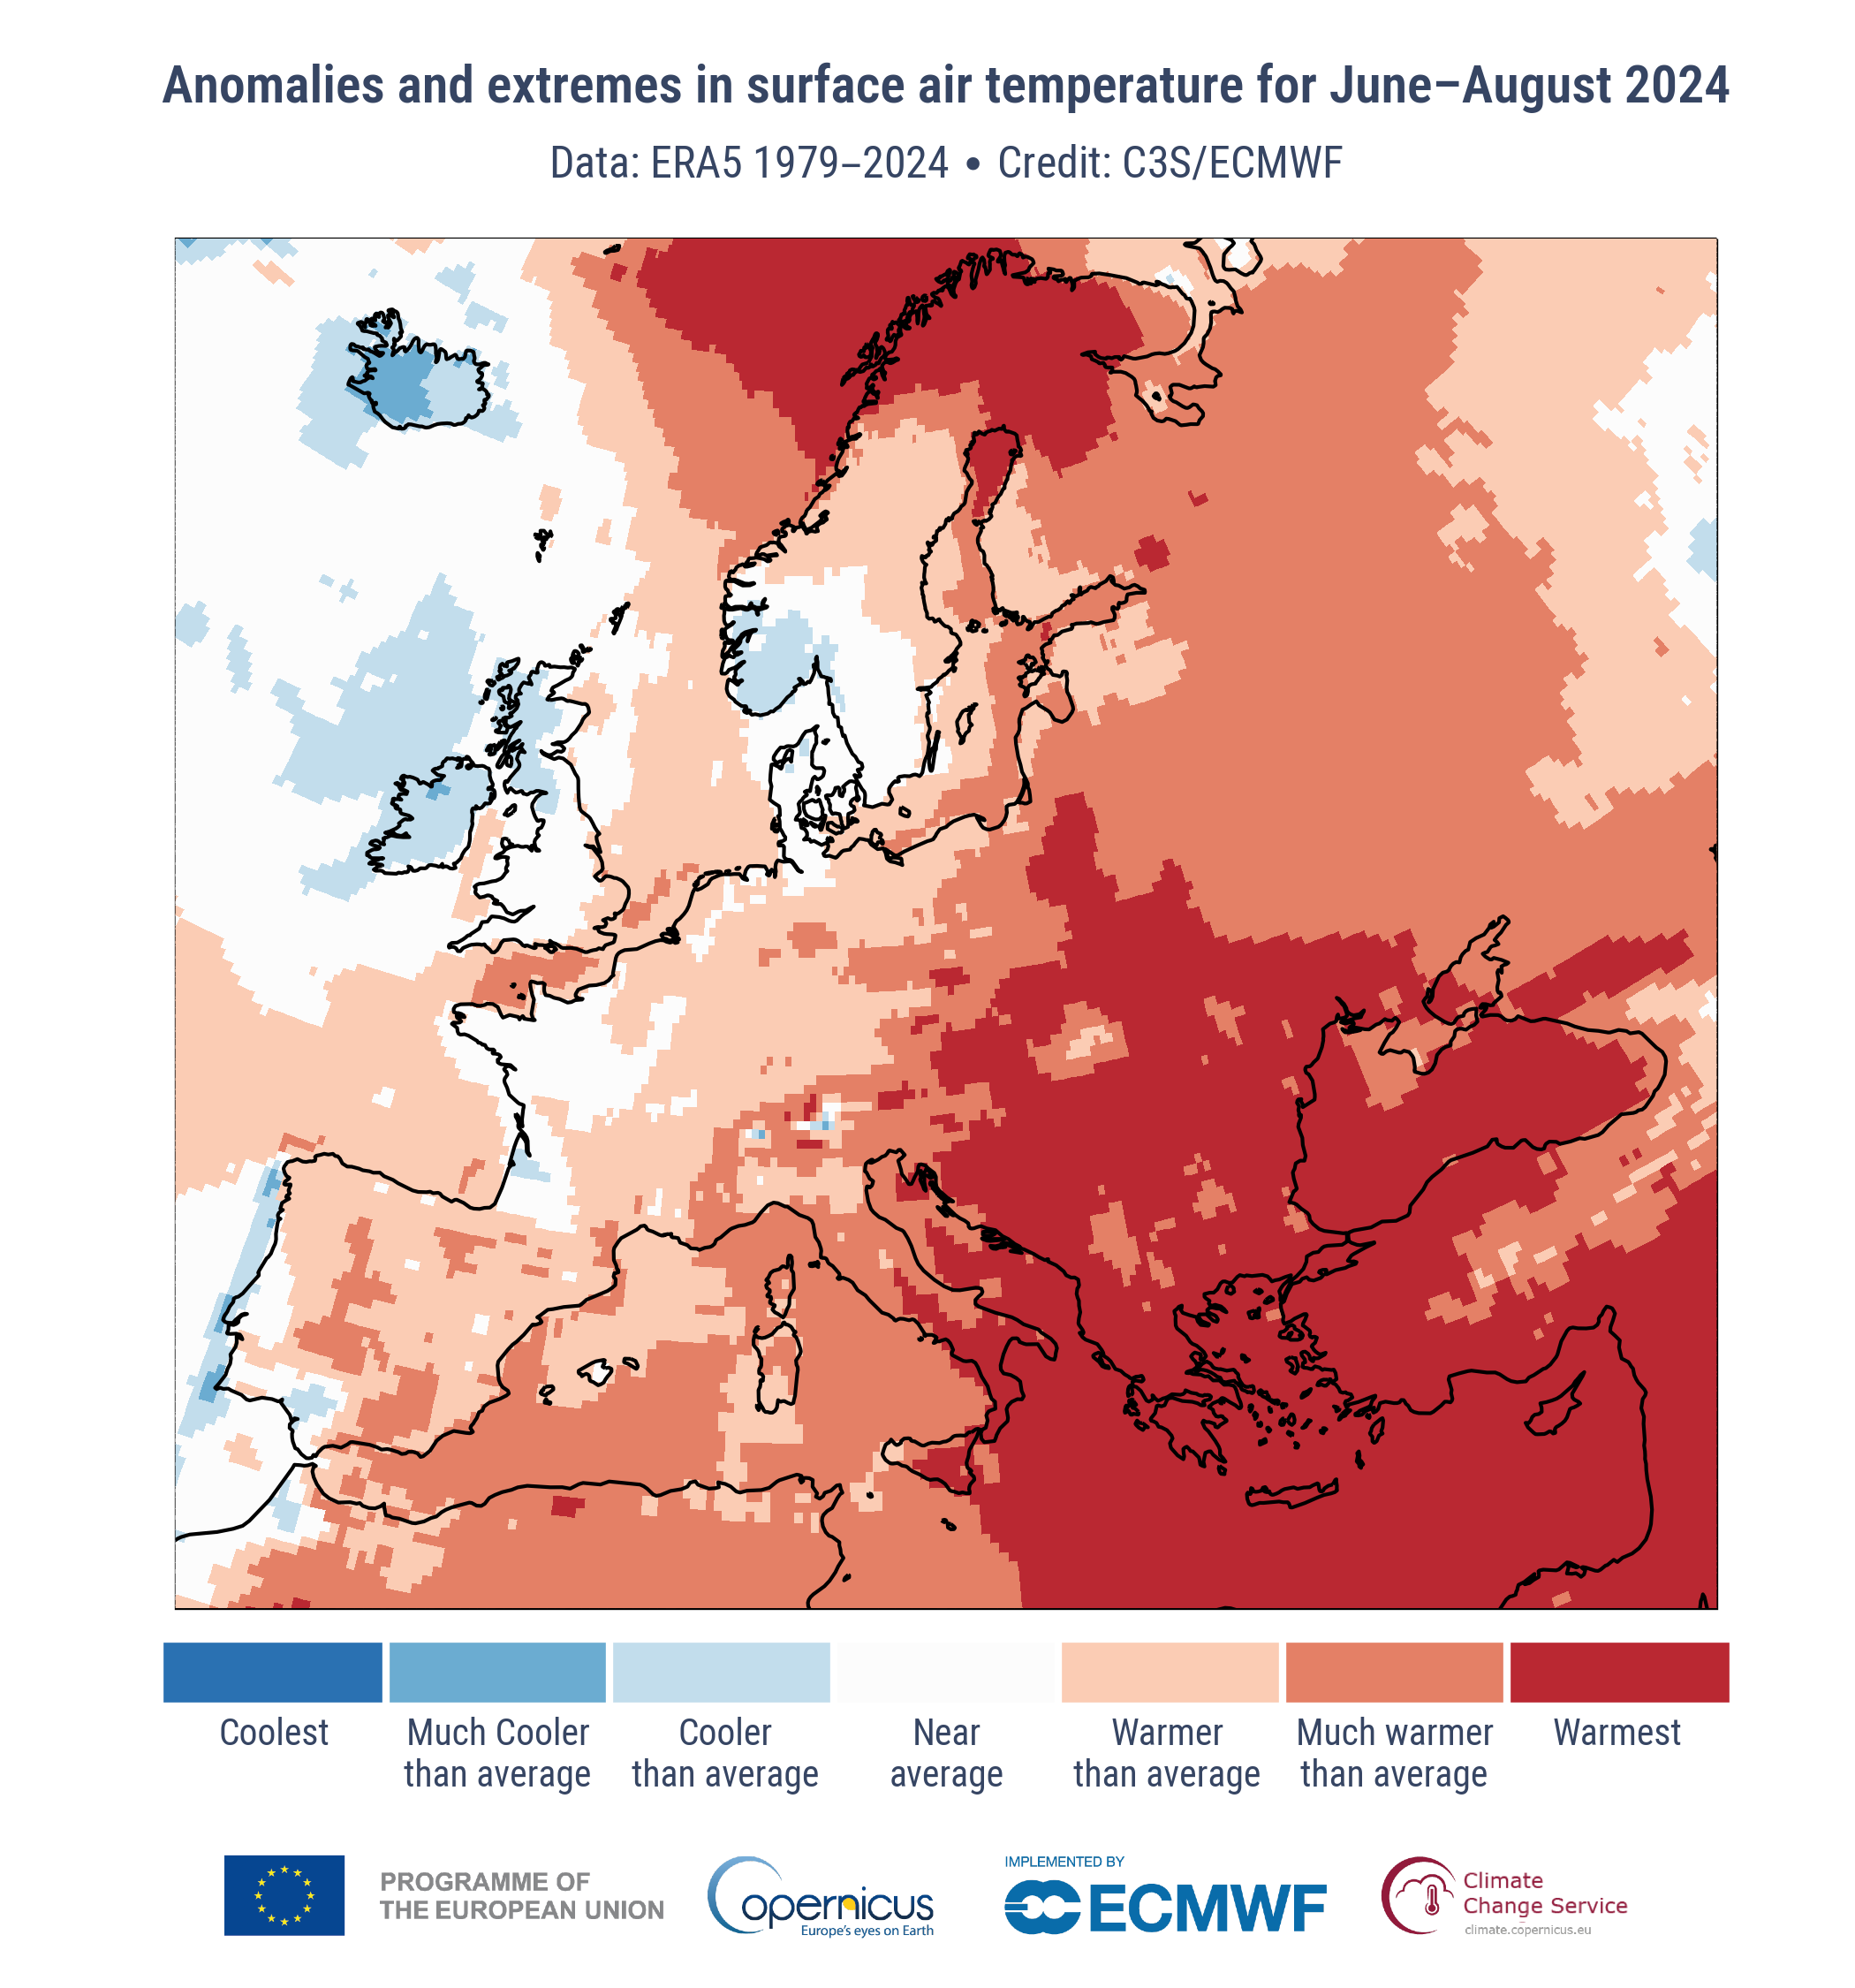 Anomalies and extremes in surface air temperature for June–August 2024
Data: ERA5 1979–2024 • Credit: C3S/ECMWF
Coolest
Much Cooler
than average
Cooler
than average
Near
average
Warmer
than average
Much warmer
than average
Warmest
PROGRAMME OF
THE EUROPEAN UNION
opernicus
Europe's eyes on Earth
IMPLEMENTED BY
ECMWF
Climate
Change Service
climate.copernicus.eu